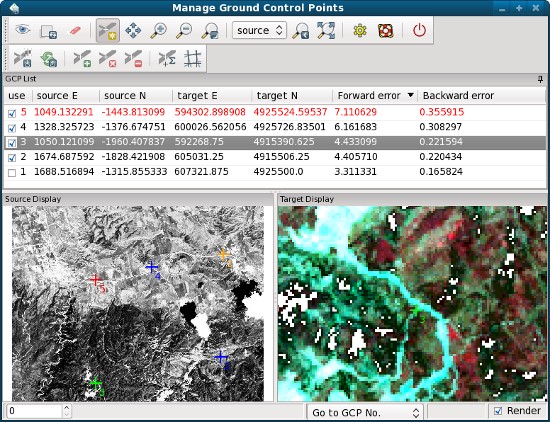 Manage Ground Control Points
source
GCP List
use source E source N target E target N Forward error Backward error
5 1049.132291 -1443.813099 594302.898908 4925524.59537 7.110629 0.355915
4 1328.325723 -1376.674751 600026.562056 4925726.83501 6.161683 0.308297
3 1050.121099 -1960.407837 592268.75 4915390.625 4.433099 0.221594
2 1674.687592 -1828.421908 605031.25 4915506.25 4.405710 0.220434
1 1688.516894 -1315.855333 607321.875 4925500.0 3.311331 0.165824
Source Display Target Display
4
5
3
0 Go to GCP No. Render